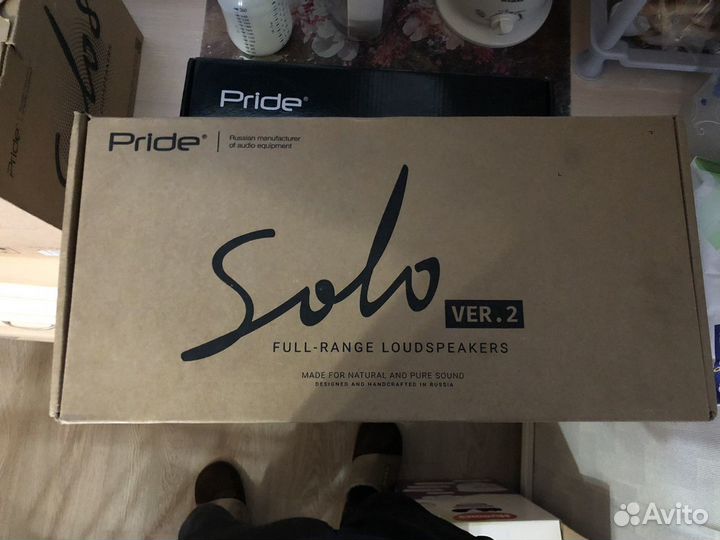 Pride®
Pride®
Russian manufacturer
of audio equipment
Solo
VER.2
FULL-RANGE LOUDSPEAKERS
MADE FOR NATURAL AND PURE SOUND
DESIGNED AND HANDCRAFTED IN RUSSIA
Pride
Avito